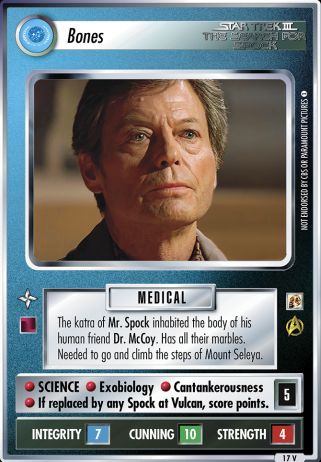 Bones
STAR TREK III
THE SEARCH FOR
SPOCK
NOT ENDORSED BY CBS OR PARAMOUNT PICTURES
MEDICAL
The katra of Mr. Spock inhabited the body of his
human friend Dr. McCoy. Has all their marbles.
Needed to go and climb the steps of Mount Seleya.
SCIENCE Exobiology Cantankerousness
If replaced by any Spock at Vulcan, score points.
5
INTEGRITY 7 CUNNING 10 STRENGTH 4
17 V